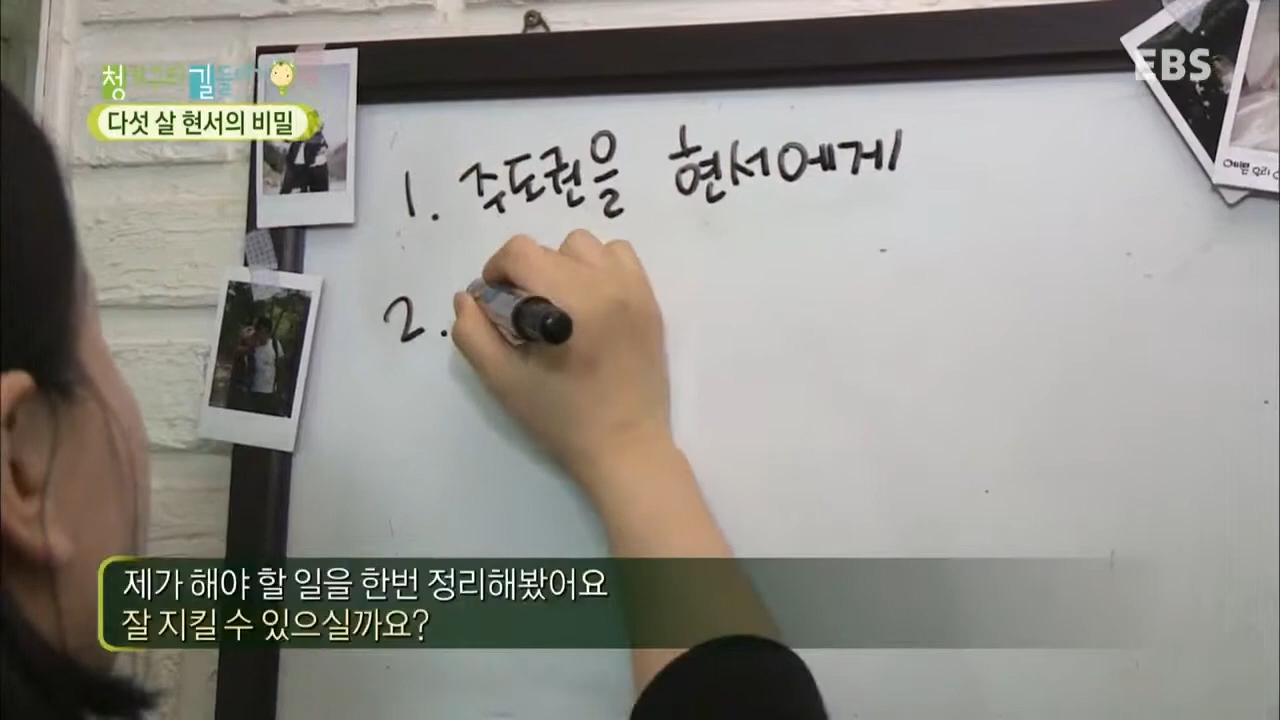 EBS
다섯 살 현서의 비밀
1. 주도권을 현서에게
2.
제가 해야 할 일을 한번 정리해봤어요
잘 지킬 수 있으실까요?